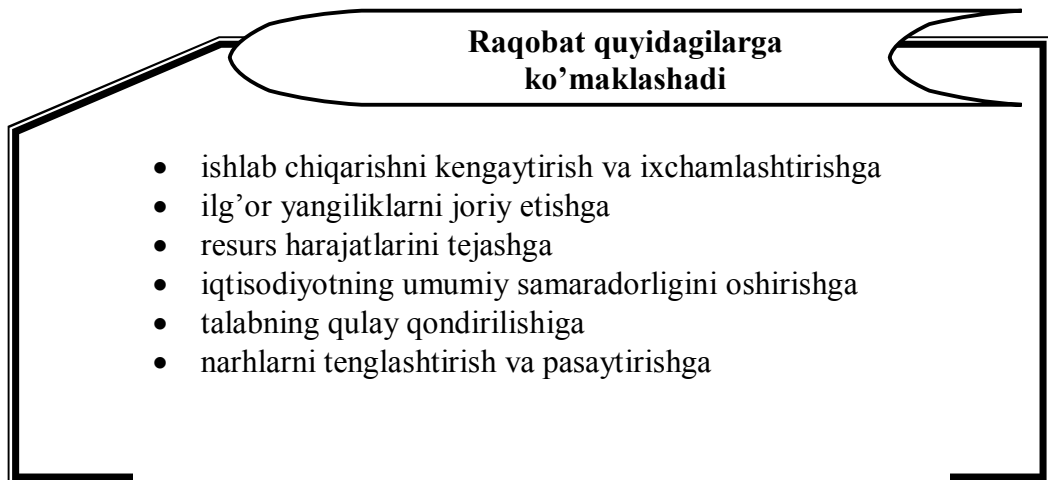 Raqobat quyidagilarga
ko’maklashadi
• ishlab chiqarishni kengaytirish va ixchamlashtirishga
• ilg’or yangiliklarni joriy etishga
• resurs harajatlarini tejashga
• iqtisodiyotning umumiy samaradorligini oshirishga
• talabning qulay qondirilishiga
• narhlarni tenglashtirish va pasaytirishga